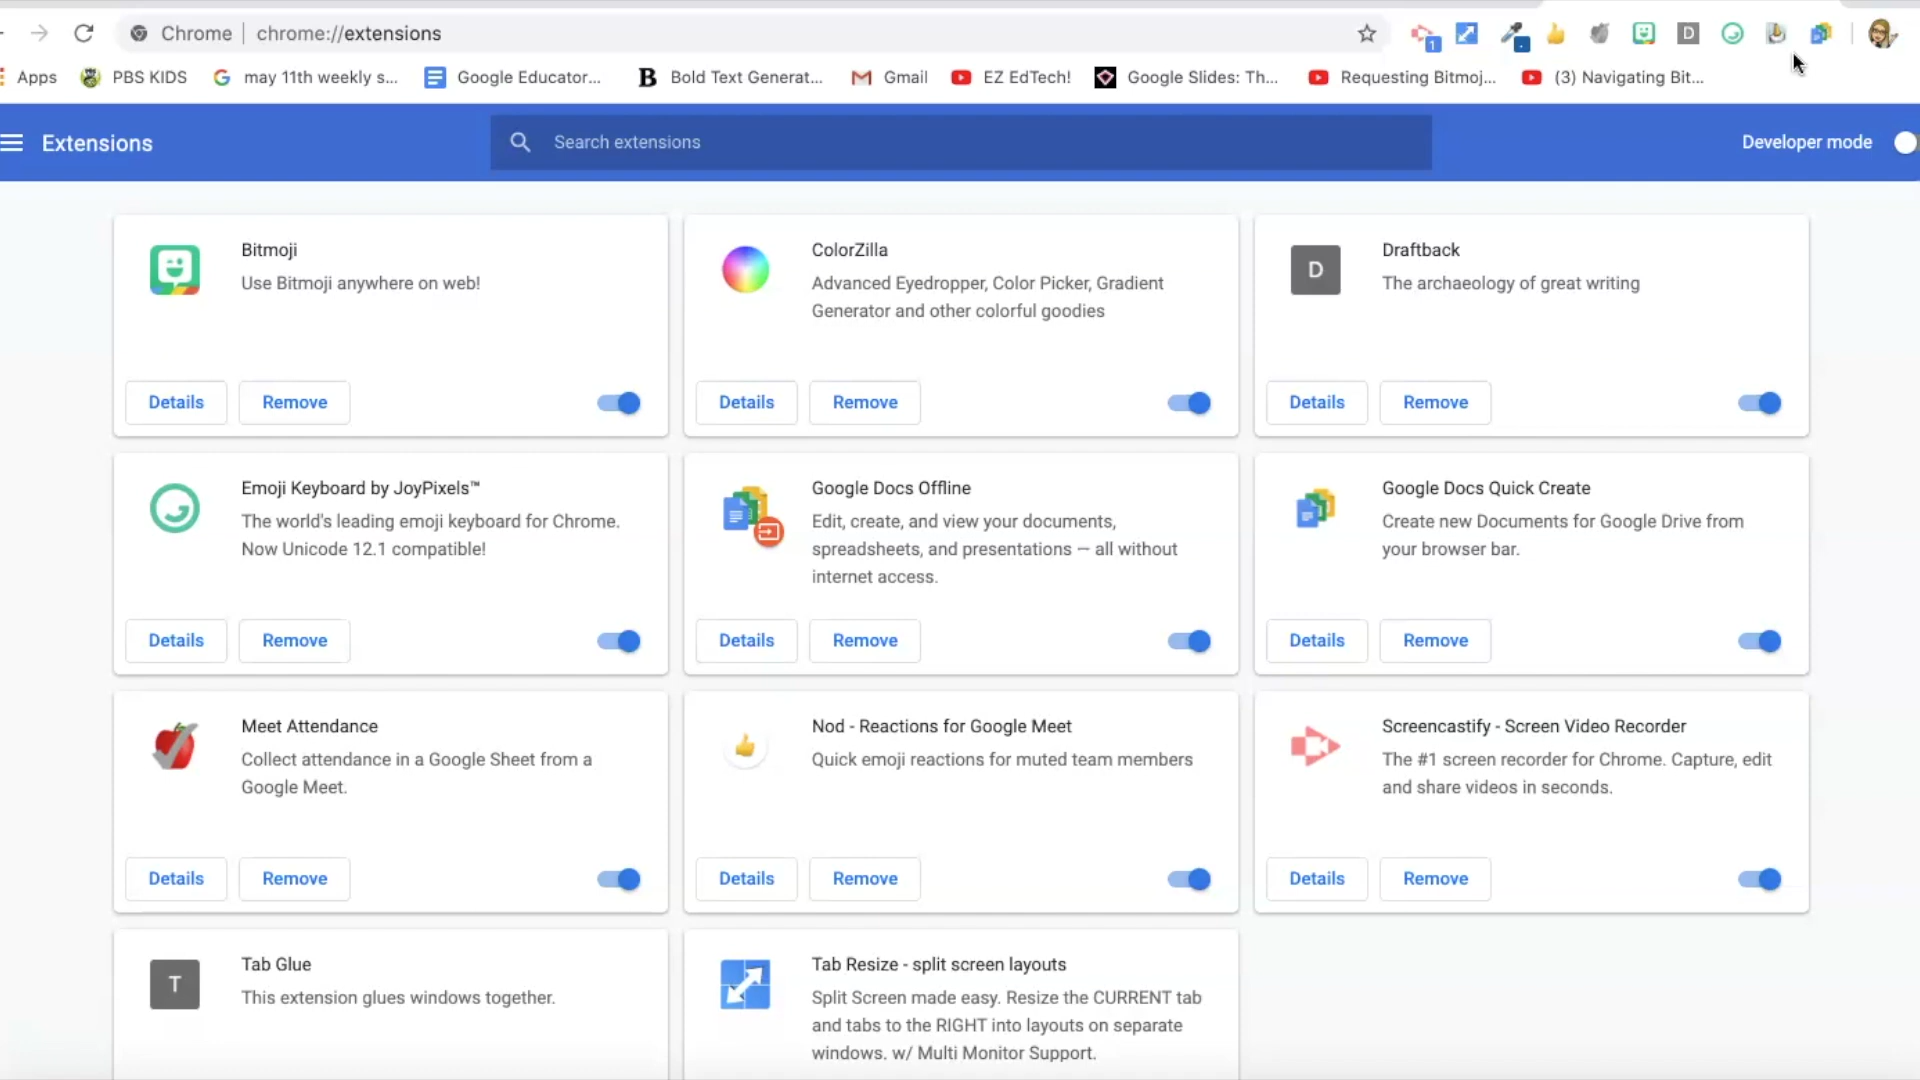 Chrome | chrome://extensions
1
D
Apps
PBS KIDS
may 11th weekly s...
Google Educator...
B Bold Text Generat...
Gmail
EZ EdTech!
Google Slides: Th...
Requesting Bitmoj...
(3) Navigating Bit...
Extensions
Search extensions
Developer mode
Bitmoji
Use Bitmoji anywhere on web!
Details
Remove
ColorZilla
Advanced Eyedropper, Color Picker, Gradient
Generator and other colorful goodies
Details
Remove
D
Draftback
The archaeology of great writing
Details
Remove
Emoji Keyboard by JoyPixels™
The world's leading emoji keyboard for Chrome.
Now Unicode 12.1 compatible!
Details
Remove
Google Docs Offline
Edit, create, and view your documents,
spreadsheets, and presentations — all without
internet access.
Details
Remove
Google Docs Quick Create
Create new Documents for Google Drive from
your browser bar.
Details
Remove
Meet Attendance
Collect attendance in a Google Sheet from a
Google Meet.
Details
Remove
Nod - Reactions for Google Meet
Quick emoji reactions for muted team members
Details
Remove
Screencastify - Screen Video Recorder
The #1 screen recorder for Chrome. Capture, edit
and share videos in seconds.
Details
Remove
T
Tab Glue
This extension glues windows together.
Tab Resize - split screen layouts
Split Screen made easy. Resize the CURRENT tab
and tabs to the RIGHT into layouts on separate
windows. w/ Multi Monitor Support.